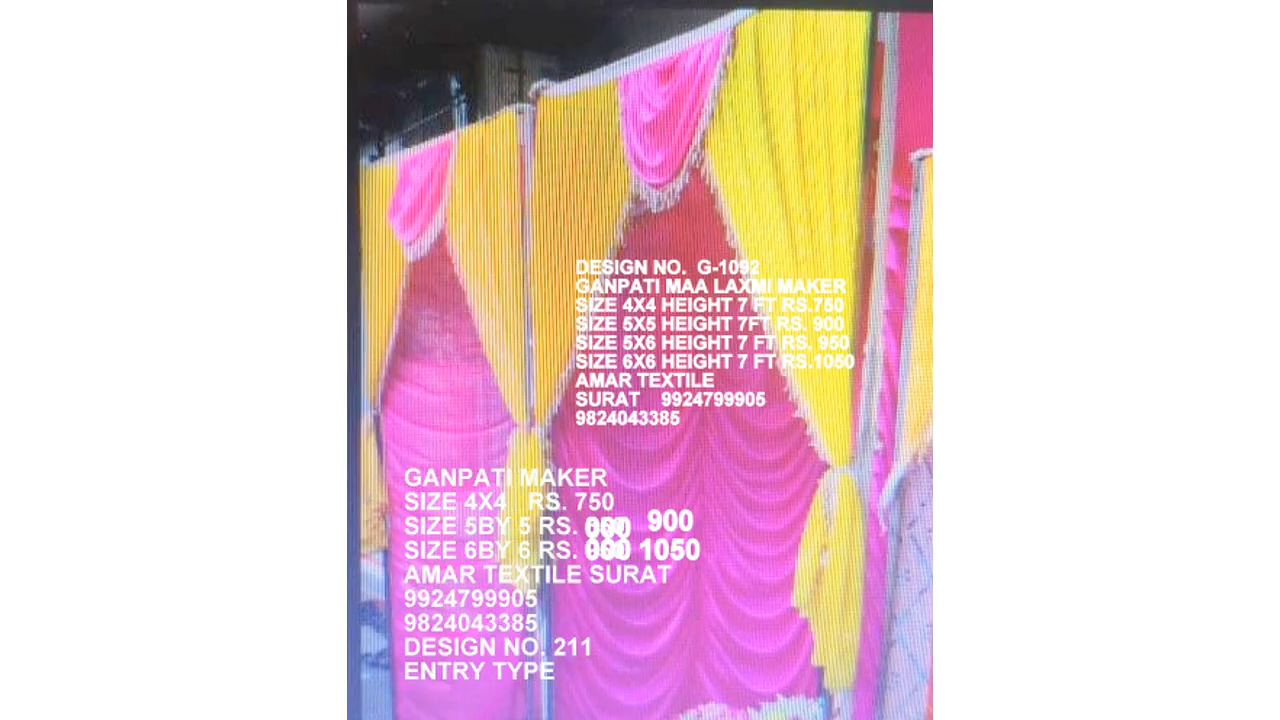 DESIGN NO. G-1092
GANPATI MAA LAXMI MAKER
SIZE 4X4 HEIGHT 7 FT RS.750
SIZE 5X5 HEIGHT 7FT RS. 900
SIZE 5X6 HEIGHT 7 FT RS. 950
SIZE 6X6 HEIGHT 7 FT RS.1050
AMAR TEXTILE
SURAT 9924799905
9824043385
GANPATI MAKER
SIZE 4X4 RS. 750
SIZE 5BY 5 RS. 900
SIZE 6BY 6 RS. 1050
AMAR TEXTILE SURAT
9924799905
9824043385
DESIGN NO. 211
ENTRY TYPE